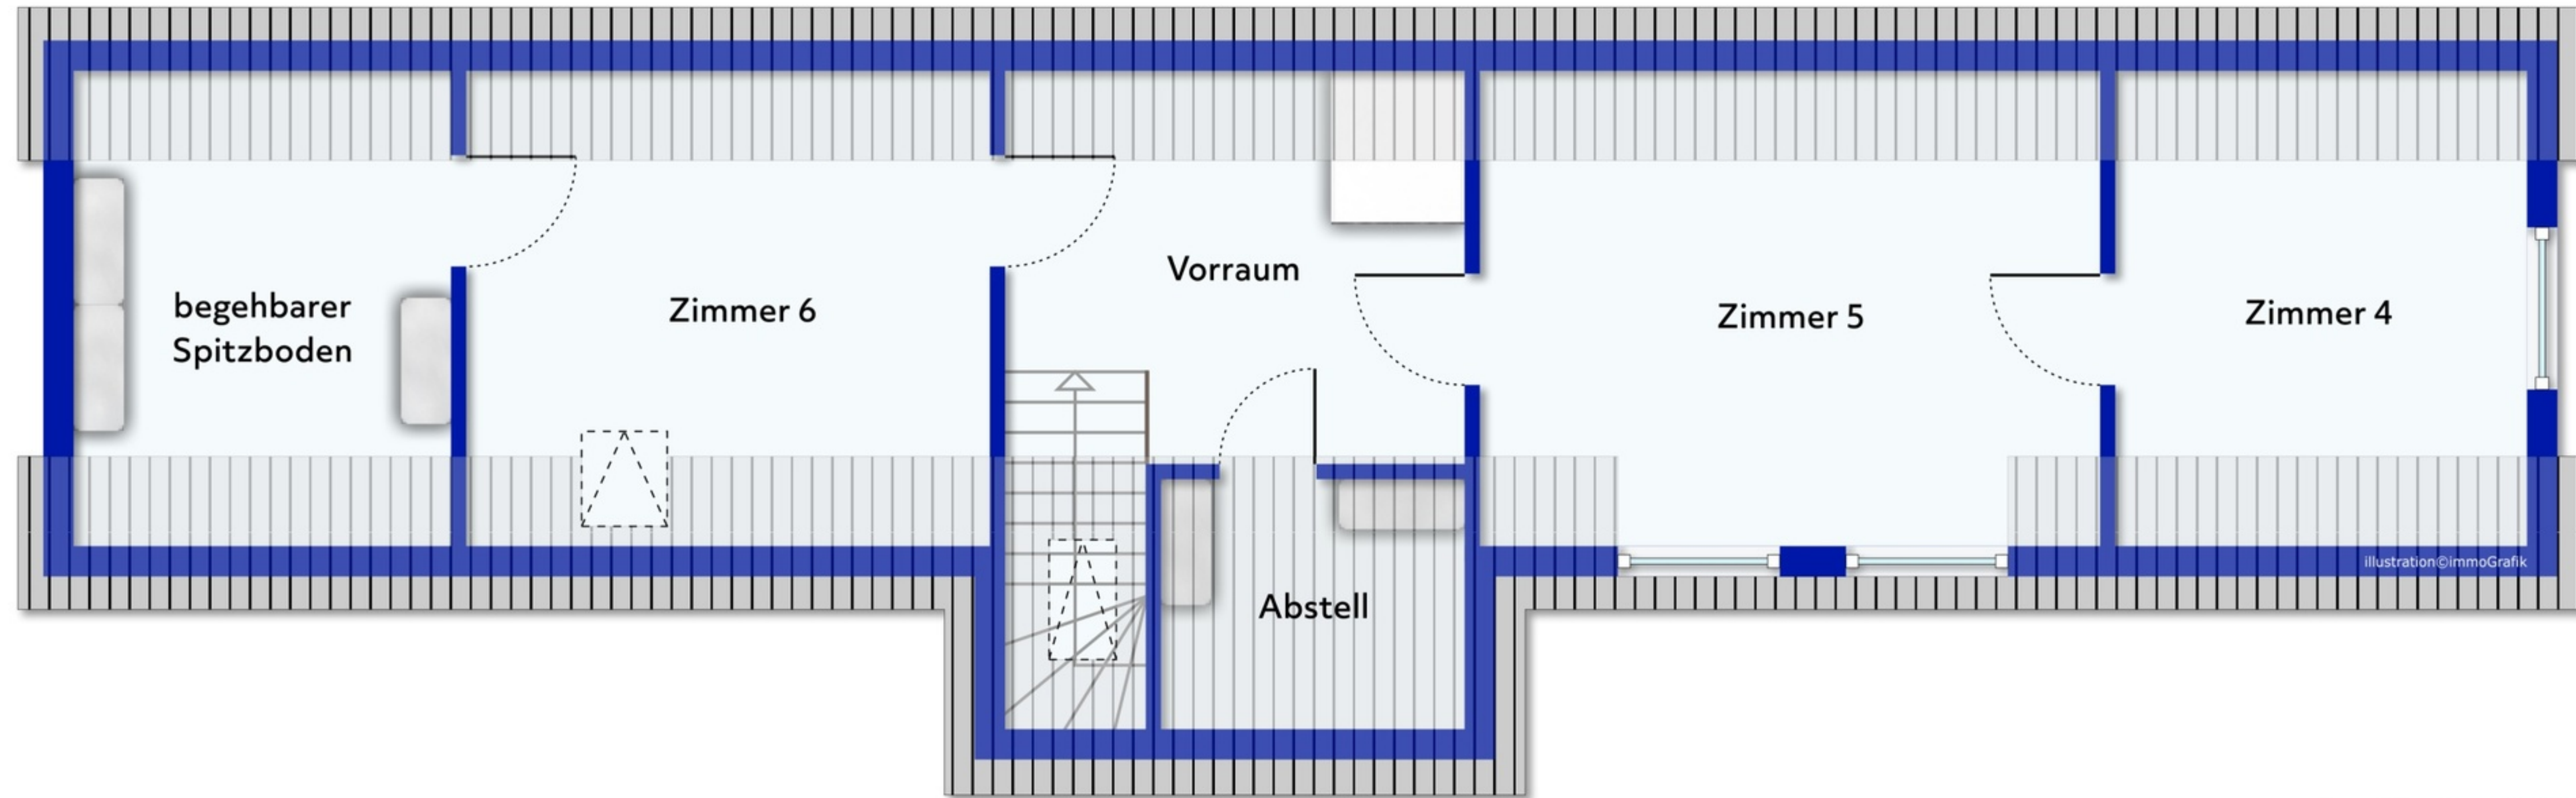 Vorraum
begehbarer
Spitzboden
Zimmer 6
Zimmer 5
Zimmer 4
Abstell
illustration©immoGrafik